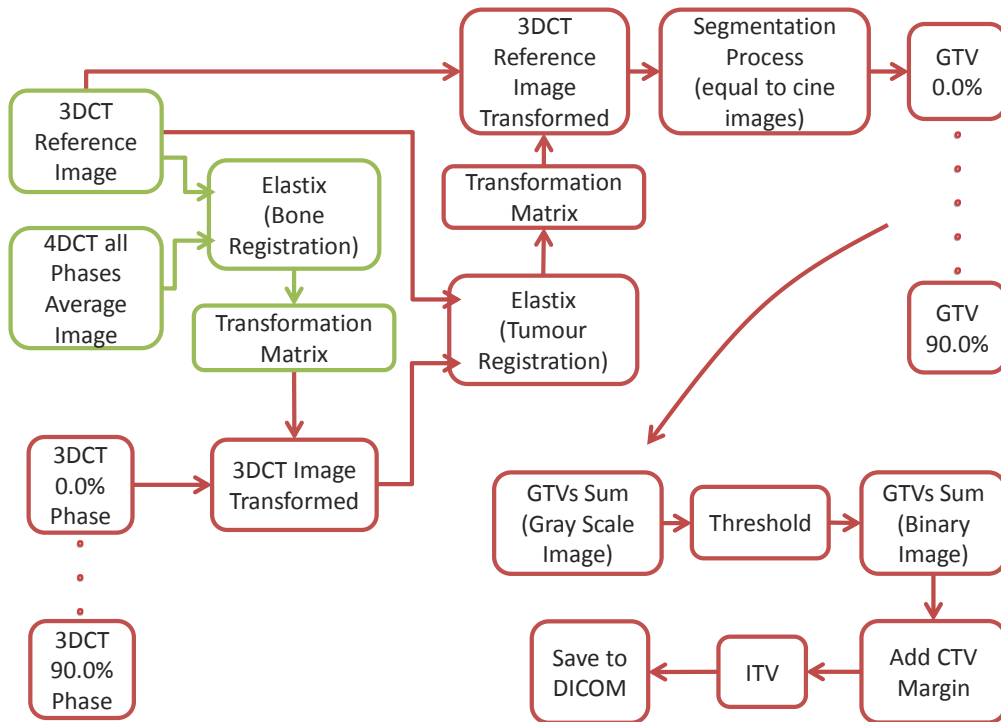 3DCT
Reference
Image
4DCT all
Phases
Average
Image
Elastix
(Bone
Registration)
Transformation
Matrix
3DCT
0.0%
Phase
3DCT
90.0%
Phase
3DCT Image
Transformed
Elastix
(Tumour
Registration)
Transformation
Matrix
3DCT
Reference
Image
Transformed
Segmentation
Process
(equal to cine
images)
GTV
0.0%
GTV
90.0%
GTVs Sum
(Gray Scale
Image)
Threshold
GTVs Sum
(Binary
Image)
Add CTV
Margin
ITV
Save to
DICOM